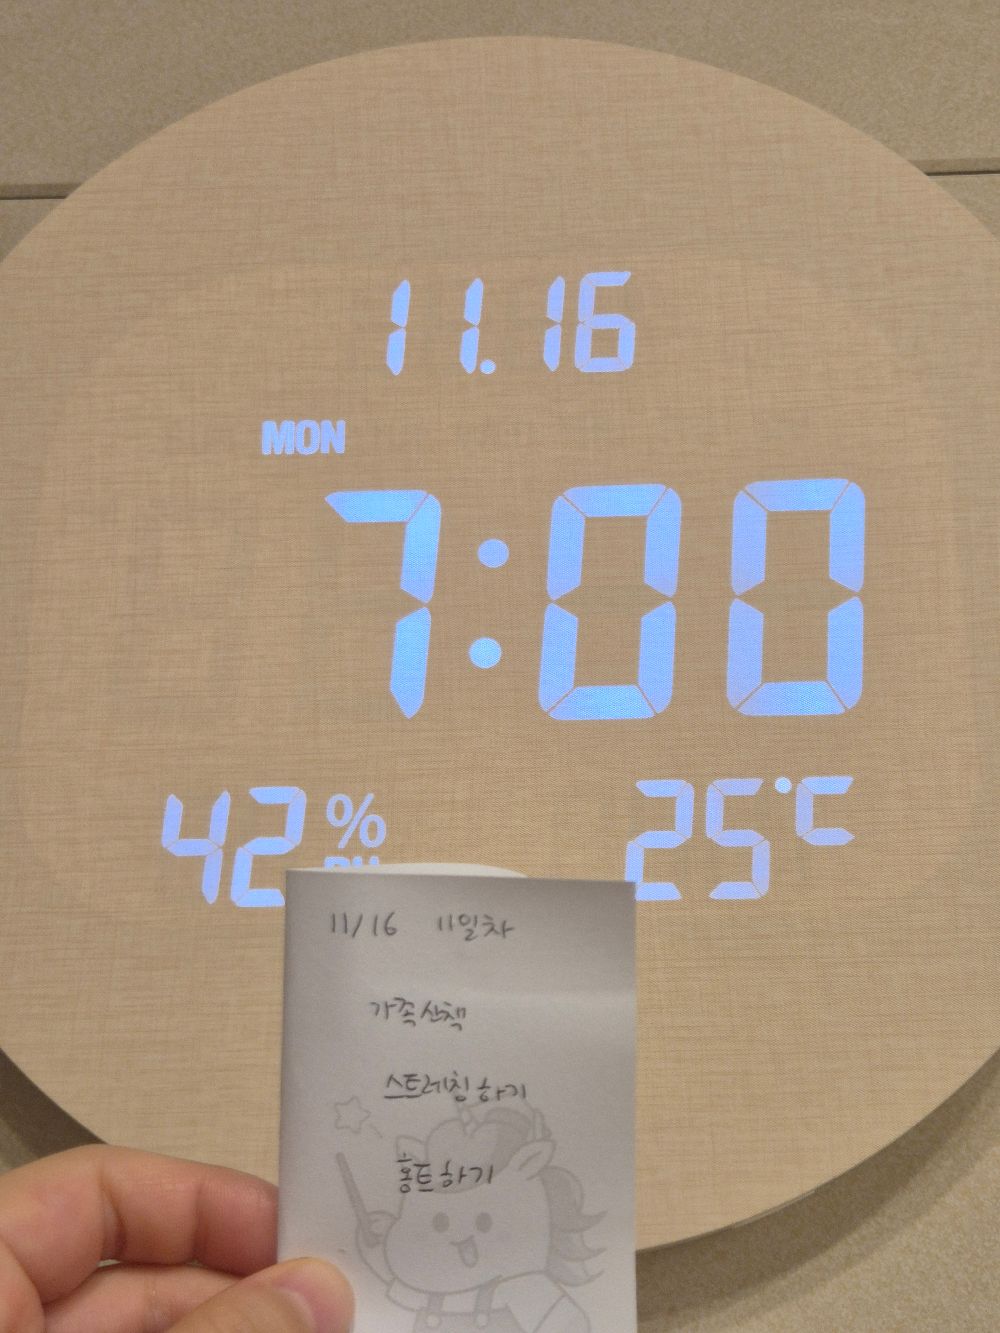 11.16
MON
7:00
42% 25°C
RH
11/16 11일차
가족산책
스트레칭하기
홈트하기